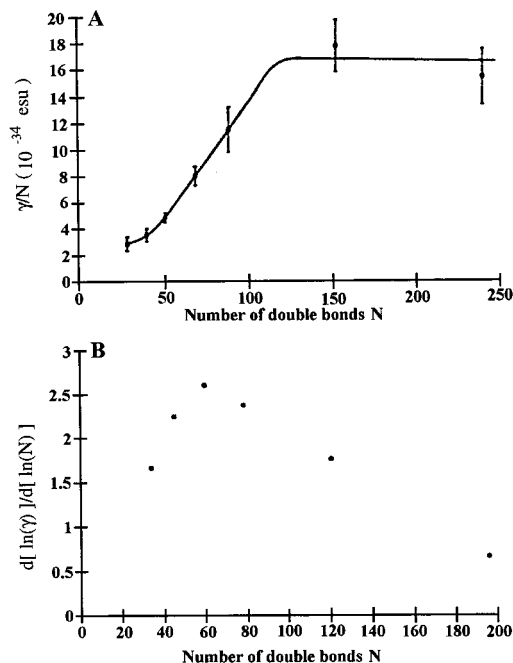 A
20
18
16
14
12
10
8
6
4
2
0
γ/N (10⁻³⁴ esu)
0 50 100 150 200 250
Number of double bonds N
B
3
2.5
2
1.5
1
0.5
0
d[ ln(γ) ]/d[ ln(N) ]
0 20 40 60 80 100 120 140 160 180 200
Number of double bonds N